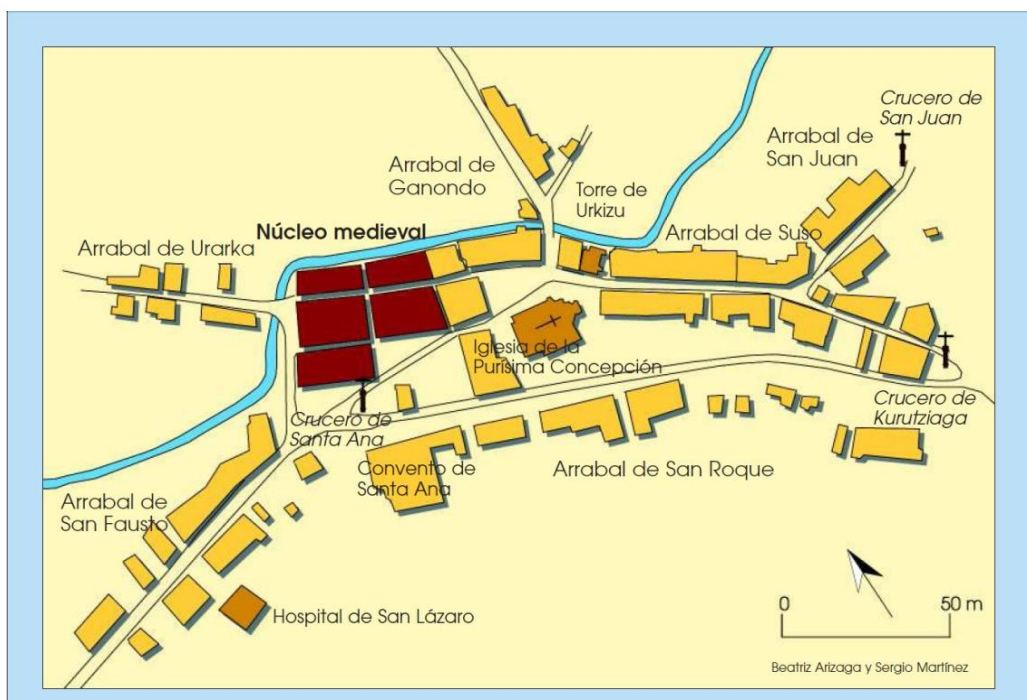 Crucero de
San Juan
Arrabal de
San Juan
Arrabal de
Ganondo
Torre de
Urkizu
Núcleo medieval
Arrabal de Suso
Arrabal de Urarka
Iglesia de la
Purísima Concepción
Crucero de
Kurutziaga
Crucero de
Santa Ana
Convento de
Santa Ana
Arrabal de San Roque
Arrabal de
San Fausto
Hospital de San Lázaro
0 50 m
Beatriz Arizaga y Sergio Martínez